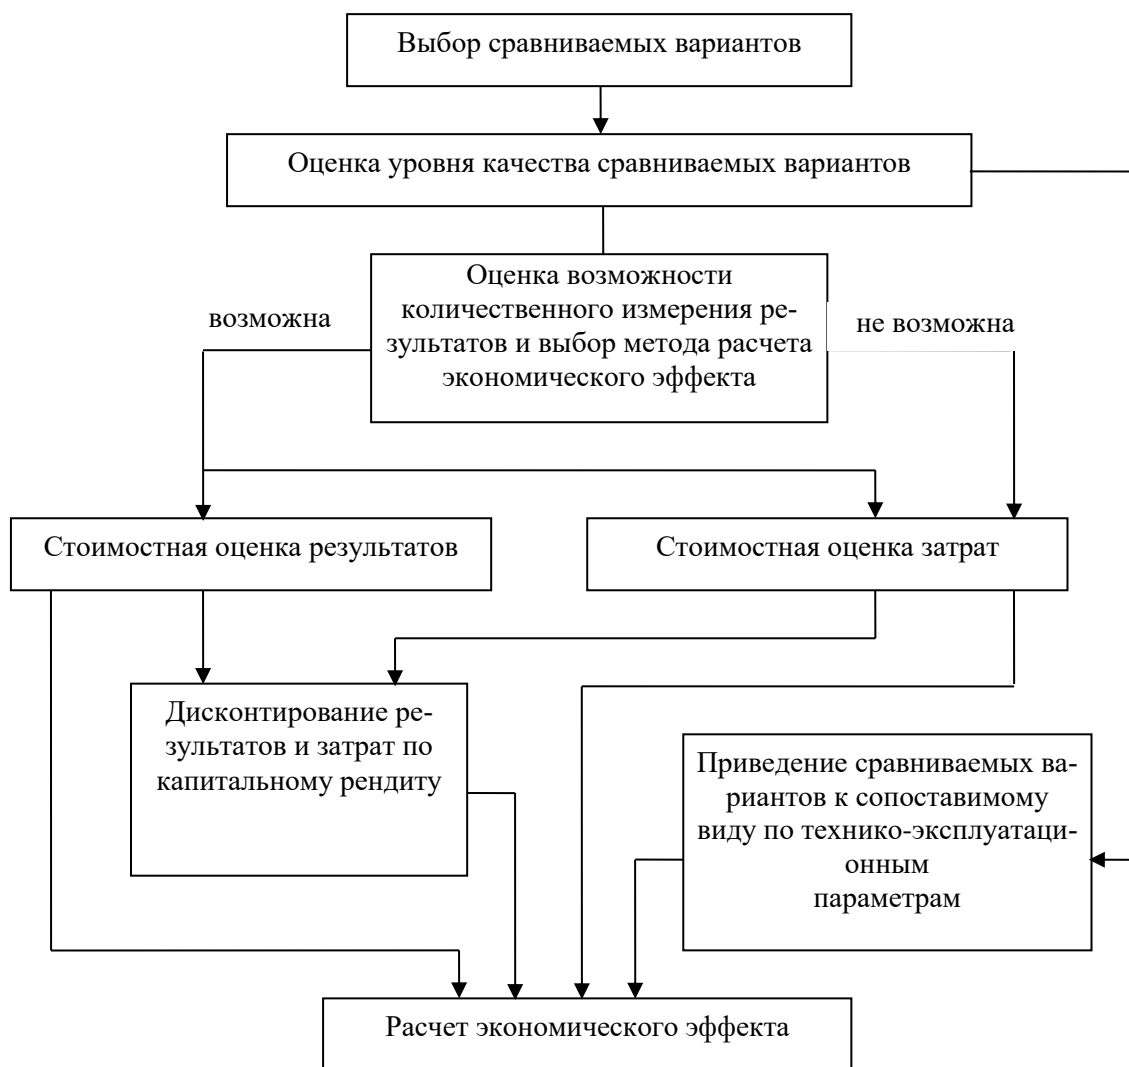 Выбор сравниваемых вариантов
Оценка уровня качества сравниваемых вариантов
Оценка возможности
количественного измерения ре-
зультатов и выбор метода расчета
экономического эффекта
возможна
не возможна
Стоимостная оценка результатов
Стоимостная оценка затрат
Дисконтирование ре-
зультатов и затрат по
капитальному рендиту
Приведение сравниваемых ва-
риантов к сопоставимому
виду по технико-эксплуатаци-
онным
параметрам
Расчет экономического эффекта